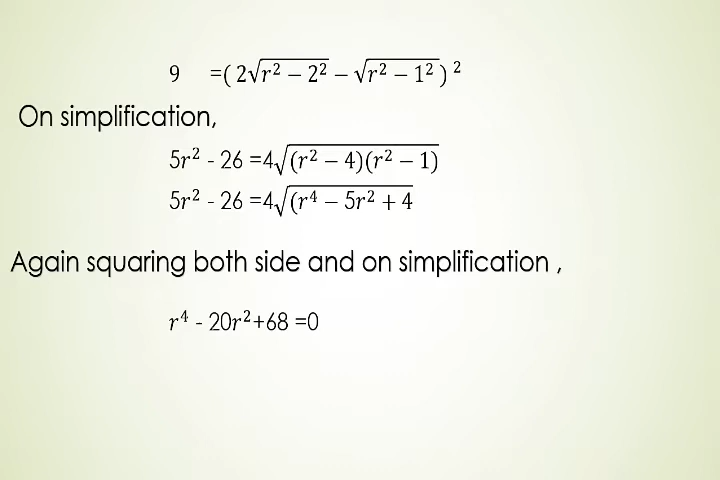 9 =( 2√r² − 2² − √r² − 1² ) ²
On simplification,
5r² - 26 =4√(r² − 4)(r² − 1)
5r² - 26 =4√(r⁴ − 5r² + 4
Again squaring both side and on simplification ,
r⁴ - 20r²+68 =0